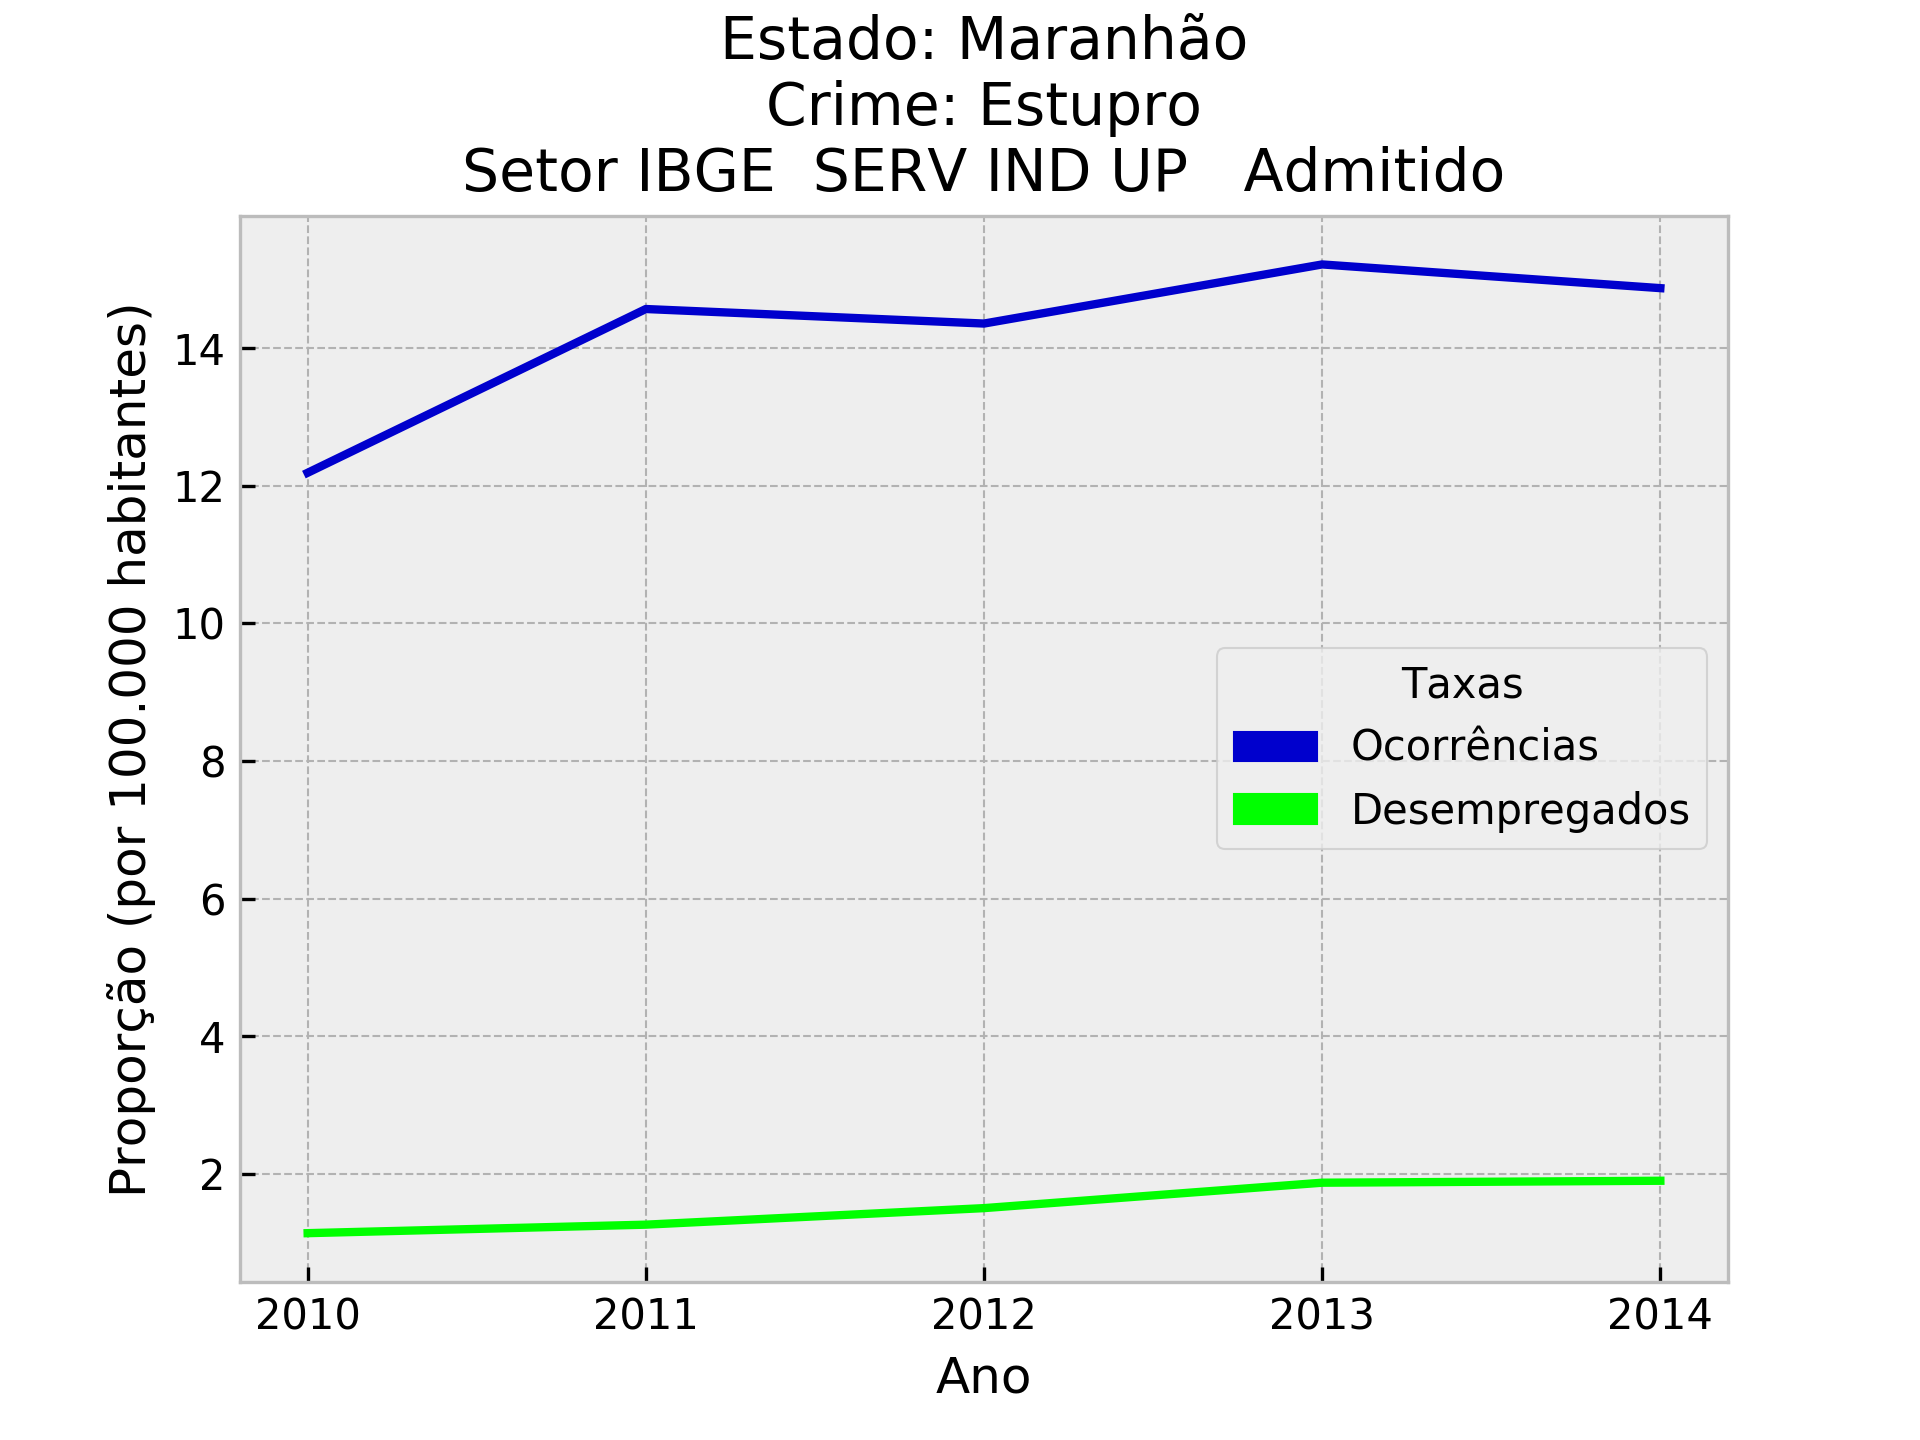 Estado: Maranhão
Crime: Estupro
Setor IBGE  SERV IND UP   Admitido
Proporção (por 100.000 habitantes)
14
12
10
8
6
4
2
Taxas
Ocorrências
Desempregados
2010 2011 2012 2013 2014
Ano